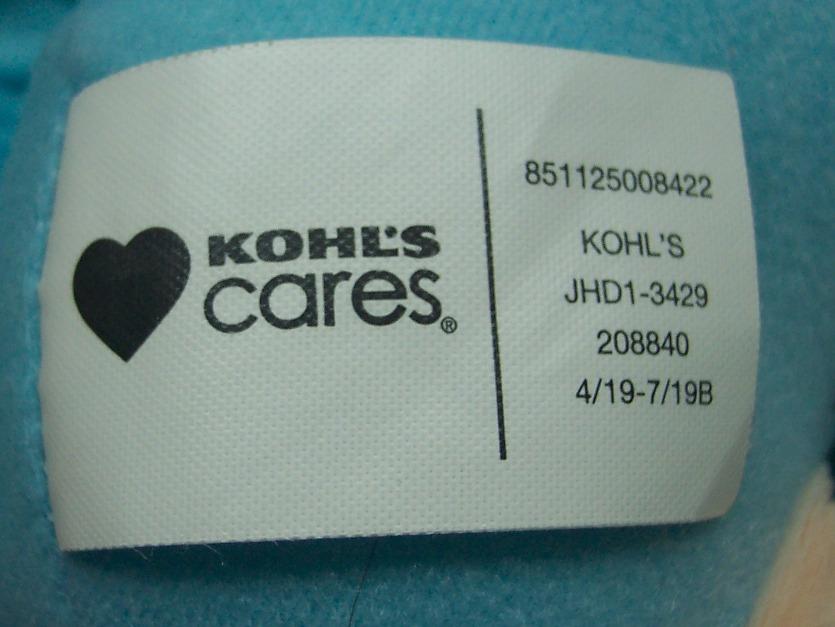 KOHL'S
cares®
851125008422
KOHL'S
JHD1-3429
208840
4/19-7/19B